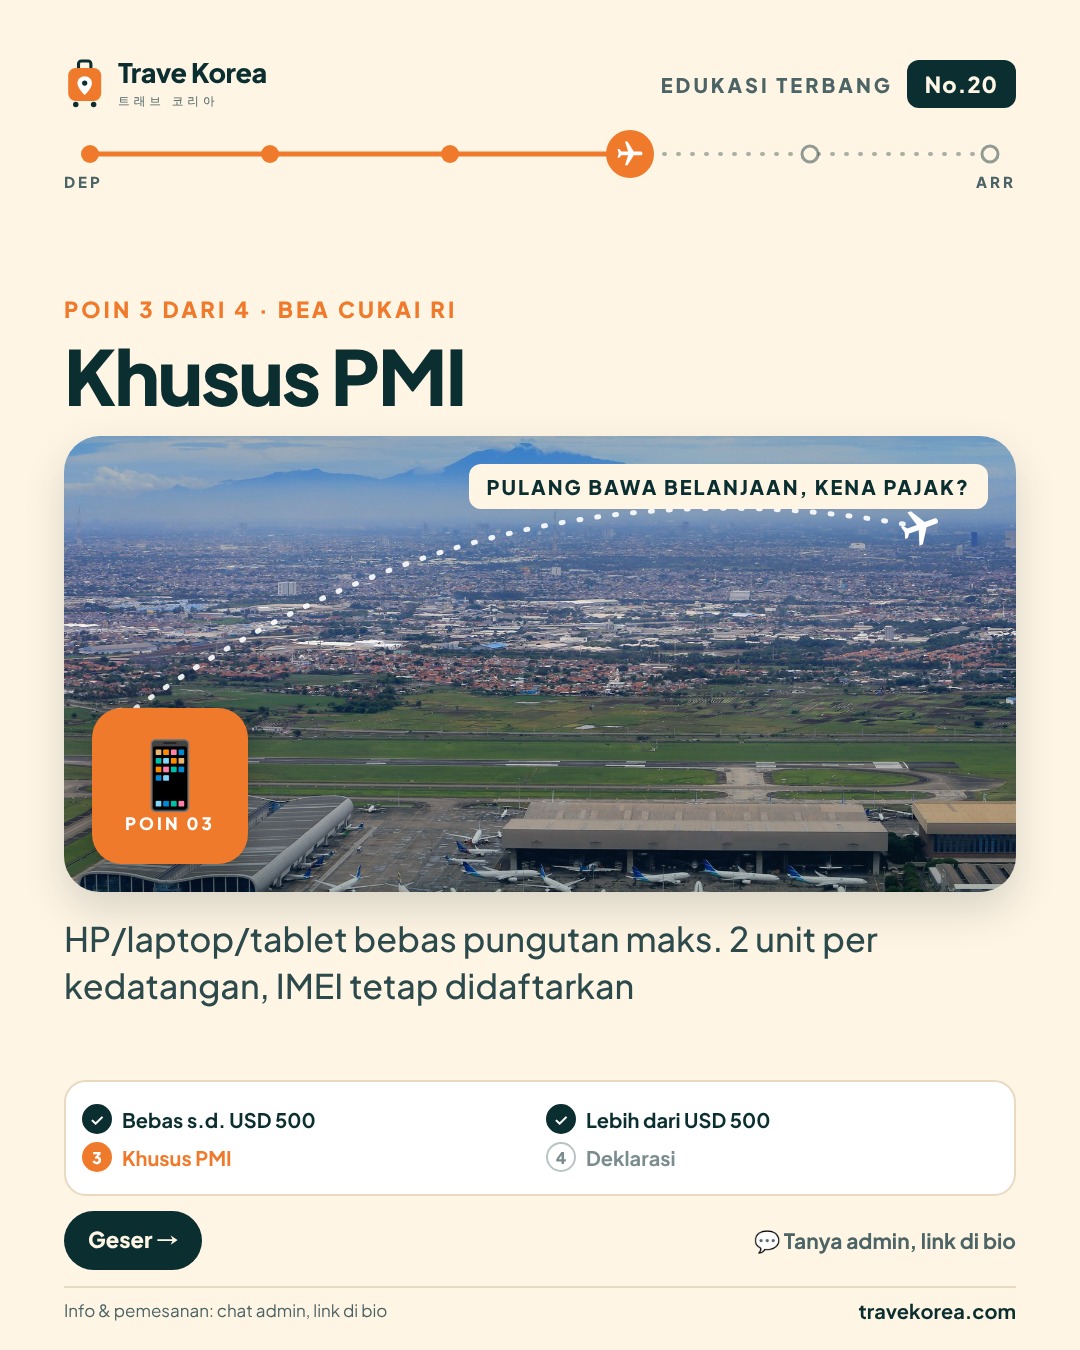 Trave Korea
트래브 코리아
EDUKASI TERBANG
No.20
DEP
ARR
POIN 3 DARI 4 · BEA CUKAI RI
Khusus PMI
PULANG BAWA BELANJAAN, KENA PAJAK?
POIN 03
HP/laptop/tablet bebas pungutan maks. 2 unit per
kedatangan, IMEI tetap didaftarkan
Bebas s.d. USD 500
Lebih dari USD 500
3 Khusus PMI
4 Deklarasi
Geser →
💬 Tanya admin, link di bio
Info & pemesanan: chat admin, link di bio
travekorea.com